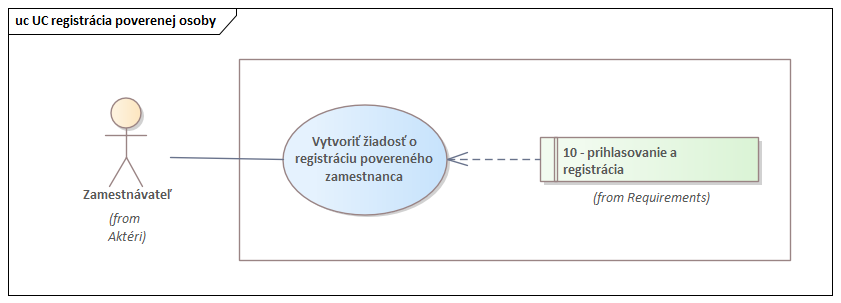 uc UC registrácia poverenej osoby
Vytvoriť žiadosť o
registráciu povereného
zamestnanca
10 - prihlasovanie a
registrácia
(from Requirements)
Zamestnávateľ
(from
Aktéri)